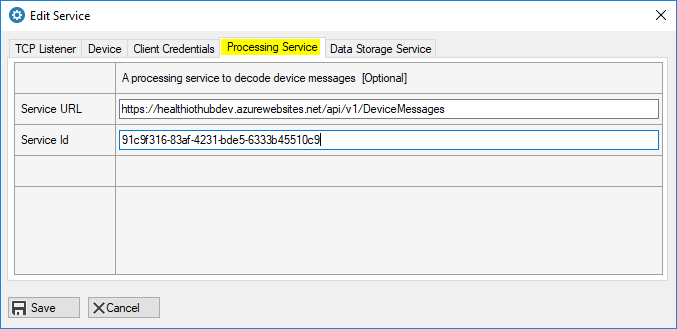 Edit Service
TCP Listener Device Client Credentials Processing Service Data Storage Service
A processing service to decode device messages [Optional]
Service URL https://healthiothubdev.azurewebsites.net/api/v1/DeviceMessages
Service Id 91c9f316-83af-4231-bde5-6333b45510c9
Save Cancel